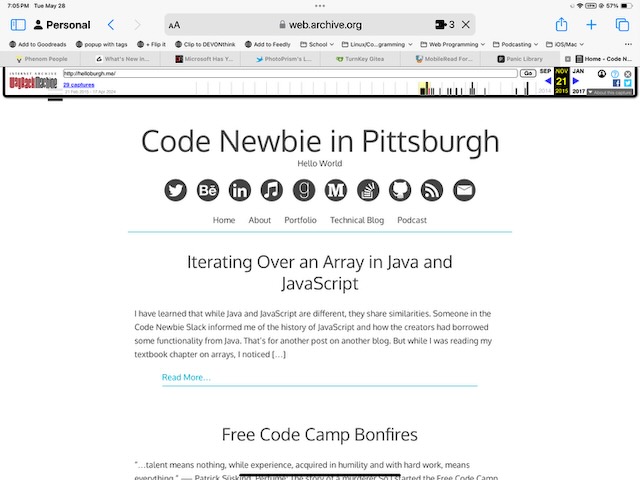 7:05 PM Tue May 28
57%
Personal
AA
web.archive.org
3
Add to Goodreads popup with tags + Flip it Clip to DEVONthink Add to Feedly School Linux/Co...gramming Web Programming Podcasting iOS/Mac
Phenom People What's New in... Microsoft Has Y... PhotoPrism's L... TurnKey Gitea MobileRead For... Panic Library Home - Code N...
INTERNET ARCHIVE
WayBackMachine
http://helloburgh.me/
Go
SEP NOV JAN
29 captures
21
21 Feb 2015 - 17 Apr 2024
2014 2015 2017
About this capture
Code Newbie in Pittsburgh
Hello World
Home About Portfolio Technical Blog Podcast
Iterating Over an Array in Java and
JavaScript
I have learned that while Java and JavaScript are different, they share similarities. Someone in the
Code Newbie Slack informed me of the history of JavaScript and how the creators had borrowed
some functionality from Java. That's for another post on another blog. But while I was reading my
textbook chapter on arrays, I noticed […]
Read More…
Free Code Camp Bonfires
"…talent means nothing, while experience, acquired in humility and with hard work, means
everything." ― Patrick Süskind, Perfume: The story of a murderer So I started the Free Code Camp